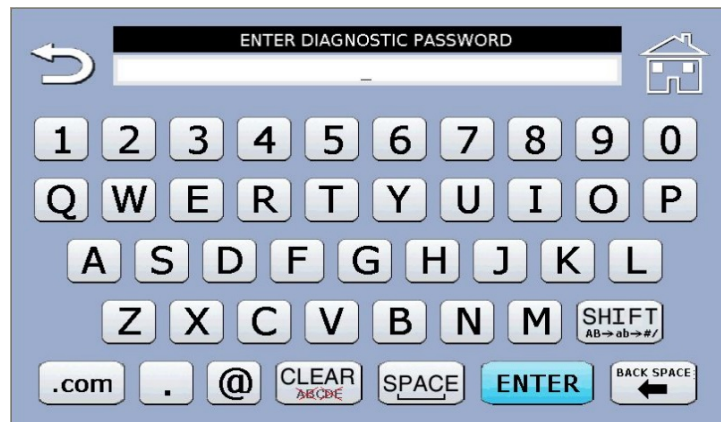 ENTER DIAGNOSTIC PASSWORD
_
1 2 3 4 5 6 7 8 9 0
Q W E R T Y U I O P
A S D F G H J K L
Z X C V B N M SHIFT
AB→ab→#/
.com . @ CLEAR SPACE ENTER BACK SPACE
ABCDE